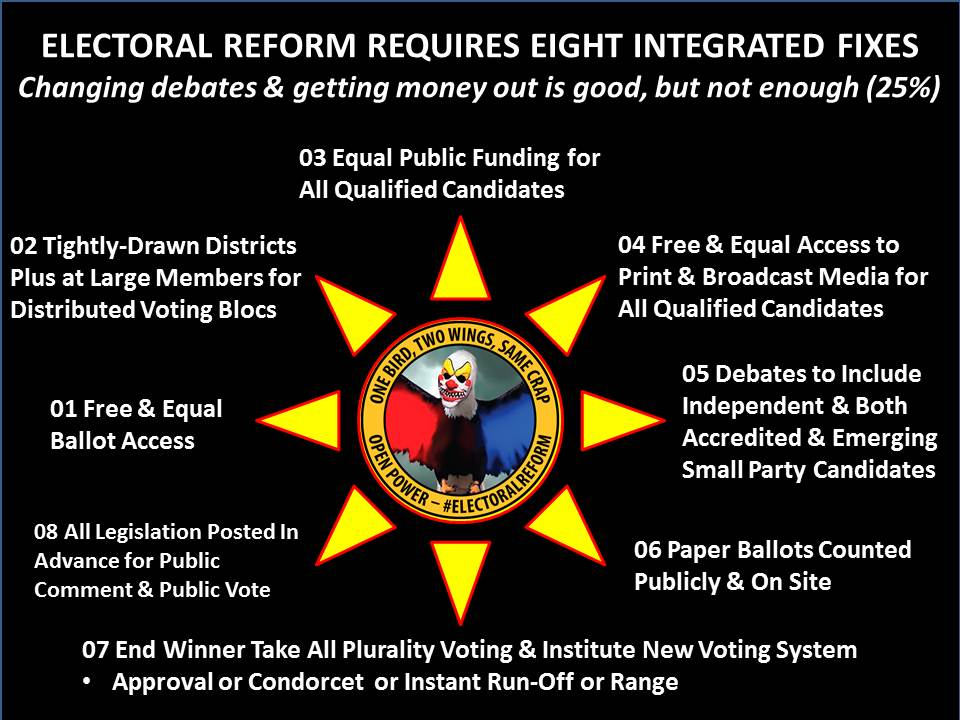 ELECTORAL REFORM REQUIRES EIGHT INTEGRATED FIXES
Changing debates & getting money out is good, but not enough (25%)
03 Equal Public Funding for
All Qualified Candidates
02 Tightly-Drawn Districts
Plus at Large Members for
Distributed Voting Blocs
04 Free & Equal Access to
Print & Broadcast Media for
All Qualified Candidates
ONE BIRD, TWO WINGS, SAME CRAP
OPEN POWER – #ELECTORALREFORM
01 Free & Equal
Ballot Access
05 Debates to Include
Independent & Both
Accredited & Emerging
Small Party Candidates
08 All Legislation Posted In
Advance for Public
Comment & Public Vote
06 Paper Ballots Counted
Publicly & On Site
07 End Winner Take All Plurality Voting & Institute New Voting System
• Approval or Condorcet or Instant Run-Off or Range